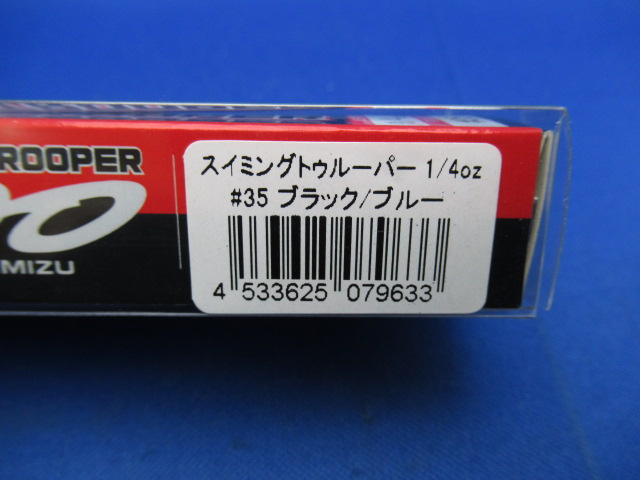 ROOPER
MIZU
スイミングトゥルーパー 1/4oz
#35 ブラック/ブルー
4 533625 079633